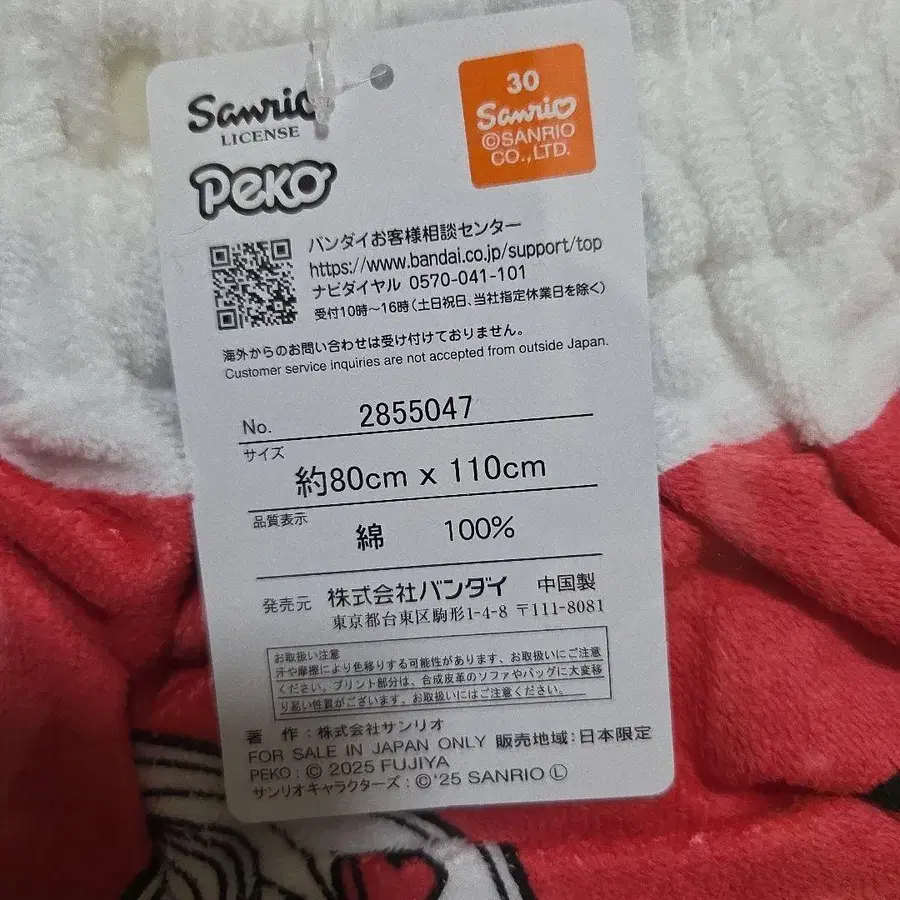 Sanrio
LICENSE
30
Sanrio
©SANRIO
CO., LTD.
Peko
バンダイお客様相談センター
https://www.bandai.co.jp/support/top
ナビダイヤル 0570-041-101
受付10時〜16時(土日祝日、当社指定休業日を除く)
海外からのお問い合わせは受け付けておりません。
Customer service inquiries are not accepted from outside Japan.
No. 2855047
サイズ
約80cm x 110cm
品質表示
綿 100%
発売元 株式会社バンダイ 中国製
東京都台東区駒形1-4-8 〒111-8081
お取扱い注意
汗や摩擦により色移りする可能性があります、お取扱いにご注意
ください。プリント部分は、合成皮革のソファやバッグに大変移
り易い性質がございます、お取扱いにはご注意ください。
著 作:株式会社サンリオ
FOR SALE IN JAPAN ONLY 販売地域:日本限定
PEKO:© 2025 FUJIYA
サンリオキャラクターズ:©'25 SANRIO Ⓛ